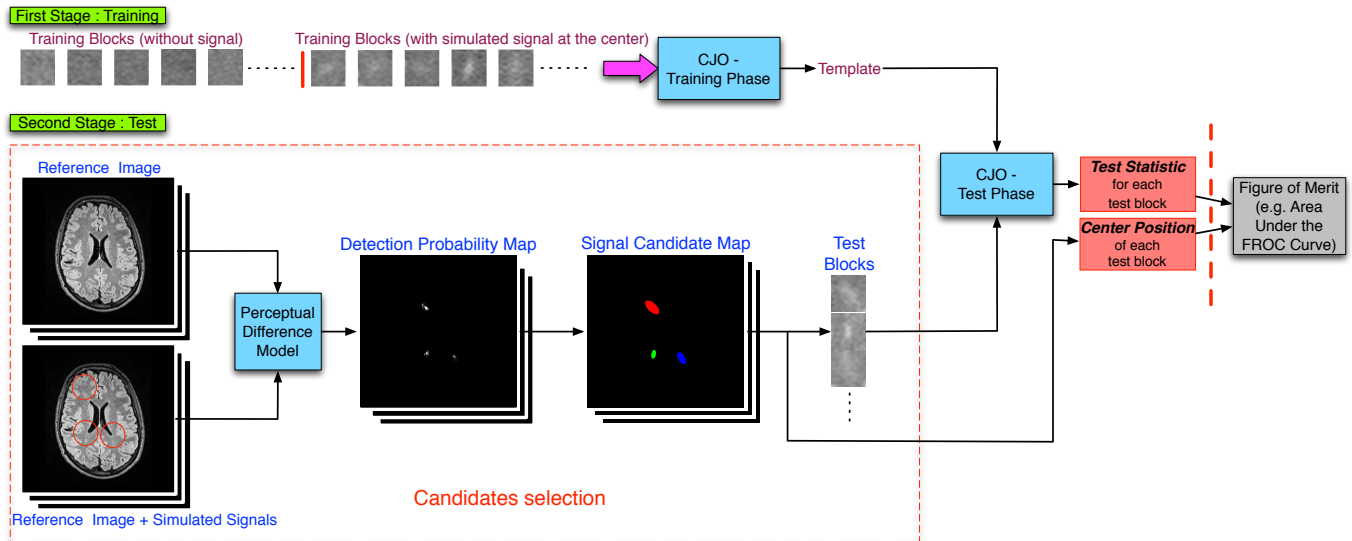 First Stage : Training
Training Blocks (without signal)
Training Blocks (with simulated signal at the center)
CJO -
Training Phase
Template
Second Stage : Test
Reference Image
Reference Image + Simulated Signals
Perceptual
Difference
Model
Detection Probability Map
Signal Candidate Map
Test
Blocks
Candidates selection
CJO -
Test Phase
Test Statistic
for each
test block
Center Position
of each
test block
Figure of Merit
(e.g. Area
Under the
FROC Curve)